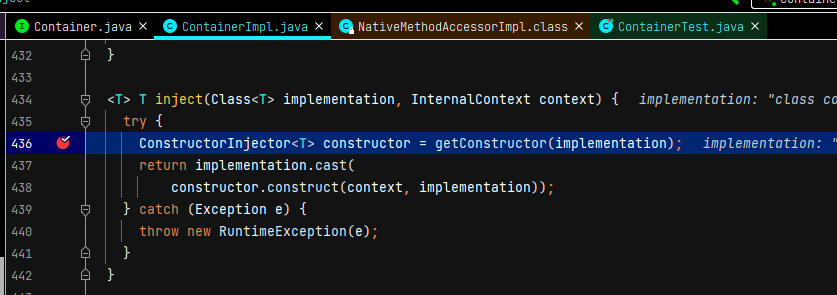 Container.java × ContainerImpl.java × NativeMethodAccessorImpl.class × ContainerTest.java ×
432 }
433
434 <T> T inject(Class<T> implementation, InternalContext context) { implementation: "class co
435 try {
436 ConstructorInjector<T> constructor = getConstructor(implementation); implementation: "
437 return implementation.cast(
438 constructor.construct(context, implementation));
439 } catch (Exception e) {
440 throw new RuntimeException(e);
441 }
442 }